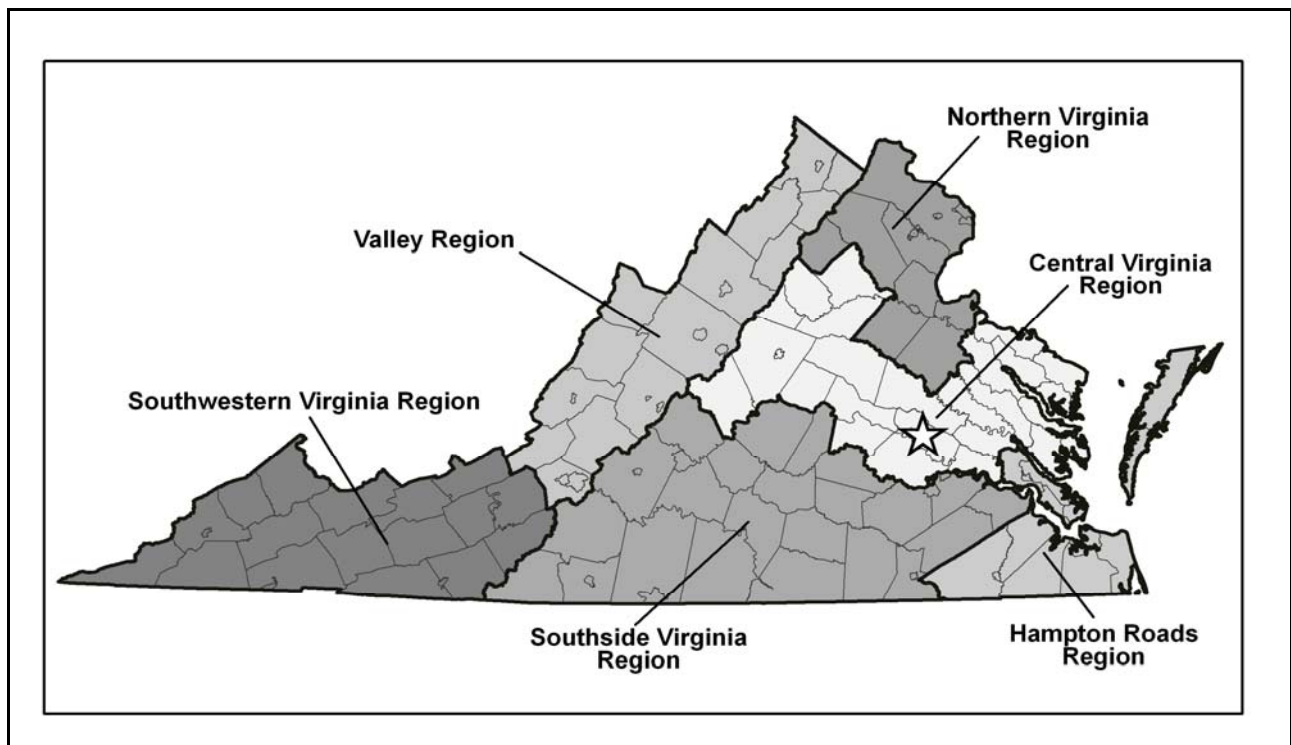 Northern Virginia
Region
Valley Region
Central Virginia
Region
Southwestern Virginia Region
Southside Virginia
Region
Hampton Roads
Region